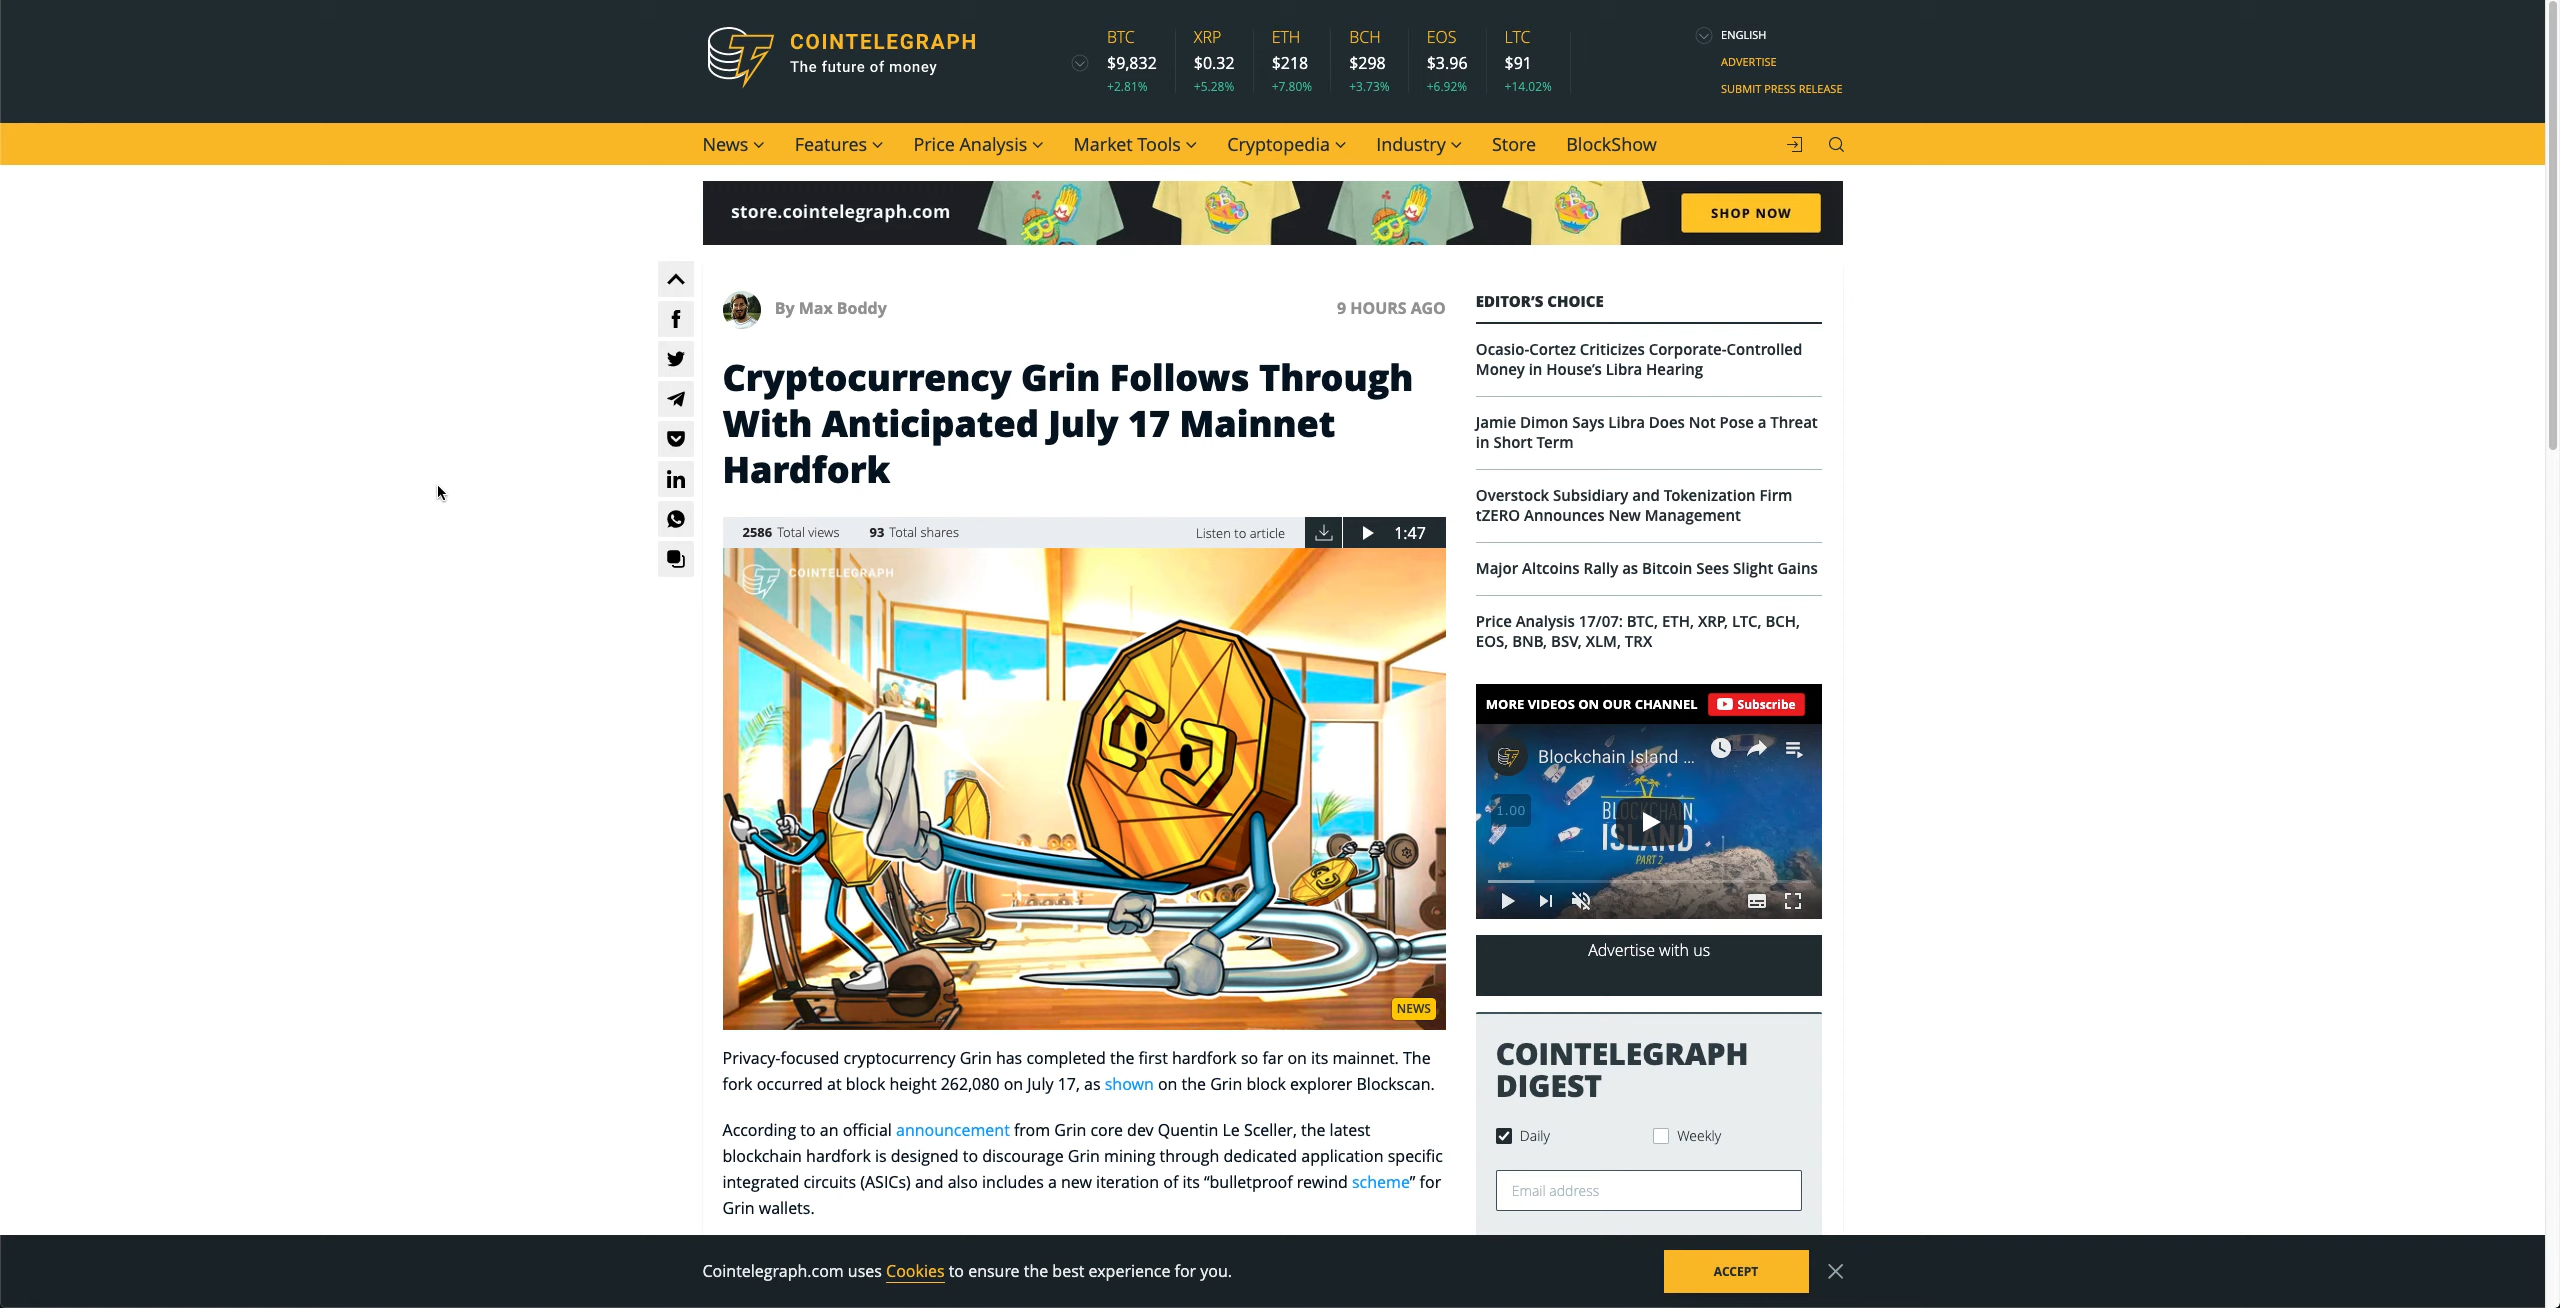 COINTELEGRAPH
The future of money
BTC
$9,832
+2.81%
XRP
$0.32
+5.28%
ETH
$218
+7.80%
BCH
$298
+3.73%
EOS
$3.96
+6.92%
LTC
$91
+14.02%
ENGLISH
ADVERTISE
SUBMIT PRESS RELEASE
News Features Price Analysis Market Tools Cryptopedia Industry Store BlockShow
store.cointelegraph.com
SHOP NOW
By Max Boddy
9 HOURS AGO
Cryptocurrency Grin Follows Through
With Anticipated July 17 Mainnet
Hardfork
2586 Total views 93 Total shares Listen to article 1:47
COINTELEGRAPH
NEWS
Privacy-focused cryptocurrency Grin has completed the first hardfork so far on its mainnet. The
fork occurred at block height 262,080 on July 17, as shown on the Grin block explorer Blockscan.
According to an official announcement from Grin core dev Quentin Le Sceller, the latest
blockchain hardfork is designed to discourage Grin mining through dedicated application specific
integrated circuits (ASICs) and also includes a new iteration of its “bulletproof rewind scheme” for
Grin wallets.
EDITOR’S CHOICE
Ocasio-Cortez Criticizes Corporate-Controlled
Money in House’s Libra Hearing
Jamie Dimon Says Libra Does Not Pose a Threat
in Short Term
Overstock Subsidiary and Tokenization Firm
tZERO Announces New Management
Major Altcoins Rally as Bitcoin Sees Slight Gains
Price Analysis 17/07: BTC, ETH, XRP, LTC, BCH,
EOS, BNB, BSV, XLM, TRX
MORE VIDEOS ON OUR CHANNEL
Subscribe
Blockchain Island ...
1.00
BLOCKCHAIN
ISLAND
PART 2
Advertise with us
COINTELEGRAPH
DIGEST
Daily
Weekly
Email address
Cointelegraph.com uses Cookies to ensure the best experience for you.
ACCEPT